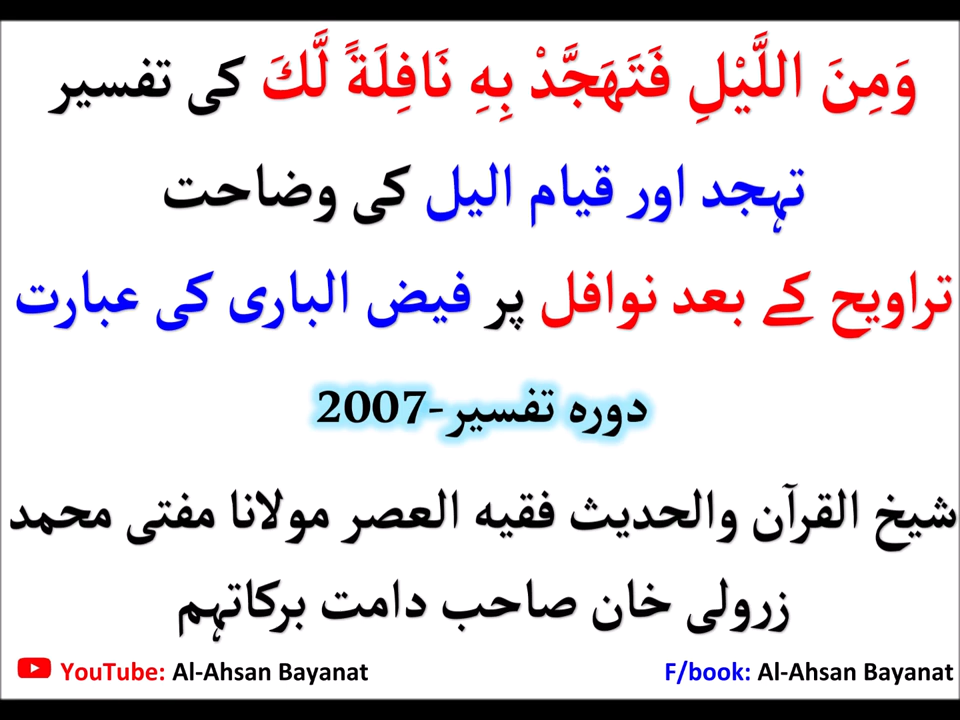 وَمِنَ اللَّيْلِ فَتَهَجَّدْ بِهِ نَافِلَةً لَّكَ کی تفسیر
تہجد اور قیام الیل کی وضاحت
تراویح کے بعد نوافل پر فیض الباری کی عبارت
دورہ تفسیر-2007
شیخ القرآن والحدیث فقیہ العصر مولانا مفتی محمد
زرولی خان صاحب دامت برکاتہم
YouTube: Al-Ahsan Bayanat
F/book: Al-Ahsan Bayanat